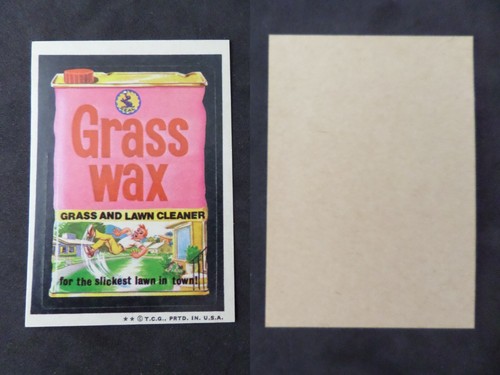 Grass
wax
GRASS AND LAWN CLEANER
for the slickest lawn in town!
★★ © T.C.G., PRTD. IN. U.S.A.